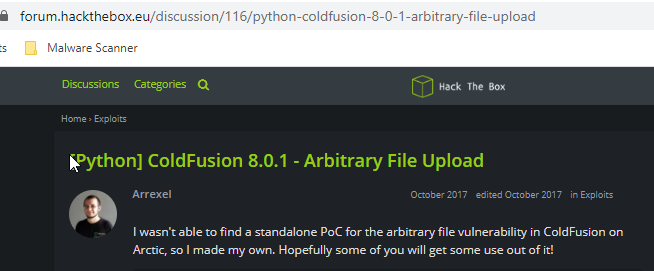 forum.hackthebox.eu/discussion/116/python-coldfusion-8-0-1-arbitrary-file-upload
ts Malware Scanner
Discussions Categories Hack The Box
Home › Exploits
[Python] ColdFusion 8.0.1 - Arbitrary File Upload
Arrexel October 2017 edited October 2017 in Exploits
I wasn't able to find a standalone PoC for the arbitrary file vulnerability in ColdFusion on
Arctic, so I made my own. Hopefully some of you will get some use out of it!